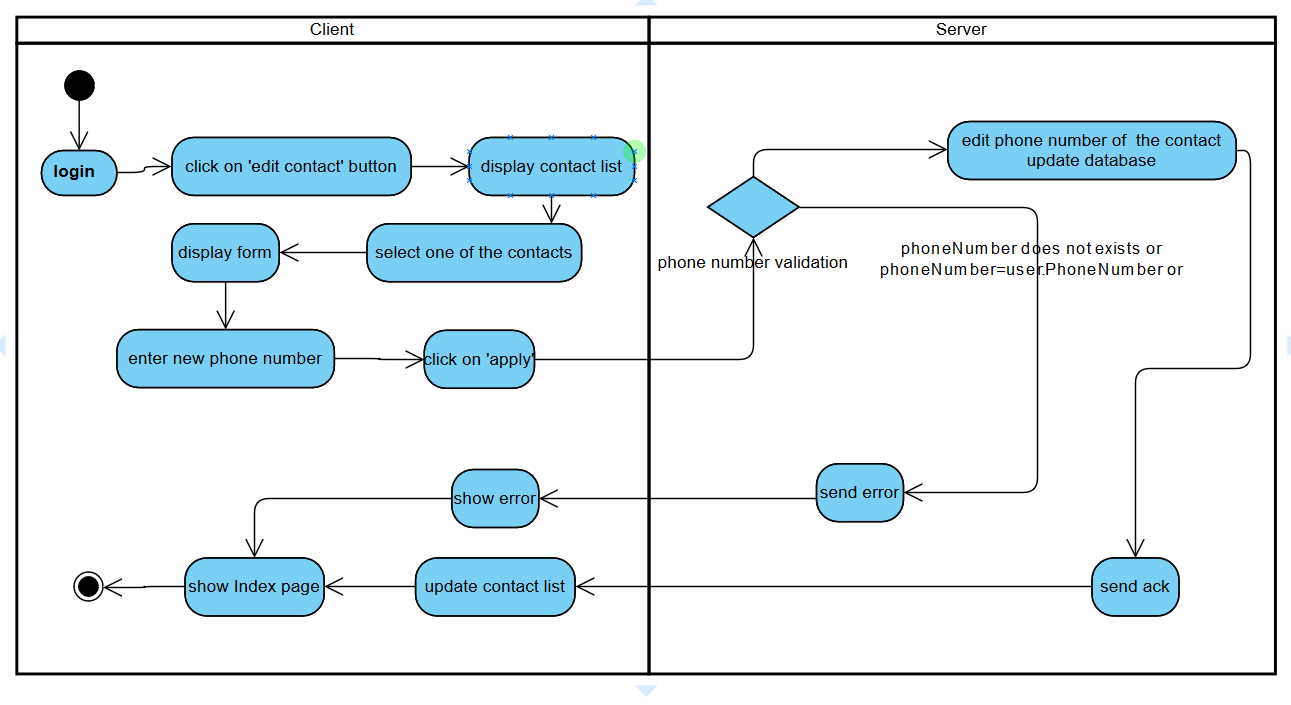 Client
Server
login
click on 'edit contact' button
display contact list
edit phone number of the contact
update database
display form
select one of the contacts
phone number validation
phoneNumber does not exists or
phoneNumber=user.PhoneNumber or
enter new phone number
click on 'apply'
show error
send error
show Index page
update contact list
send ack